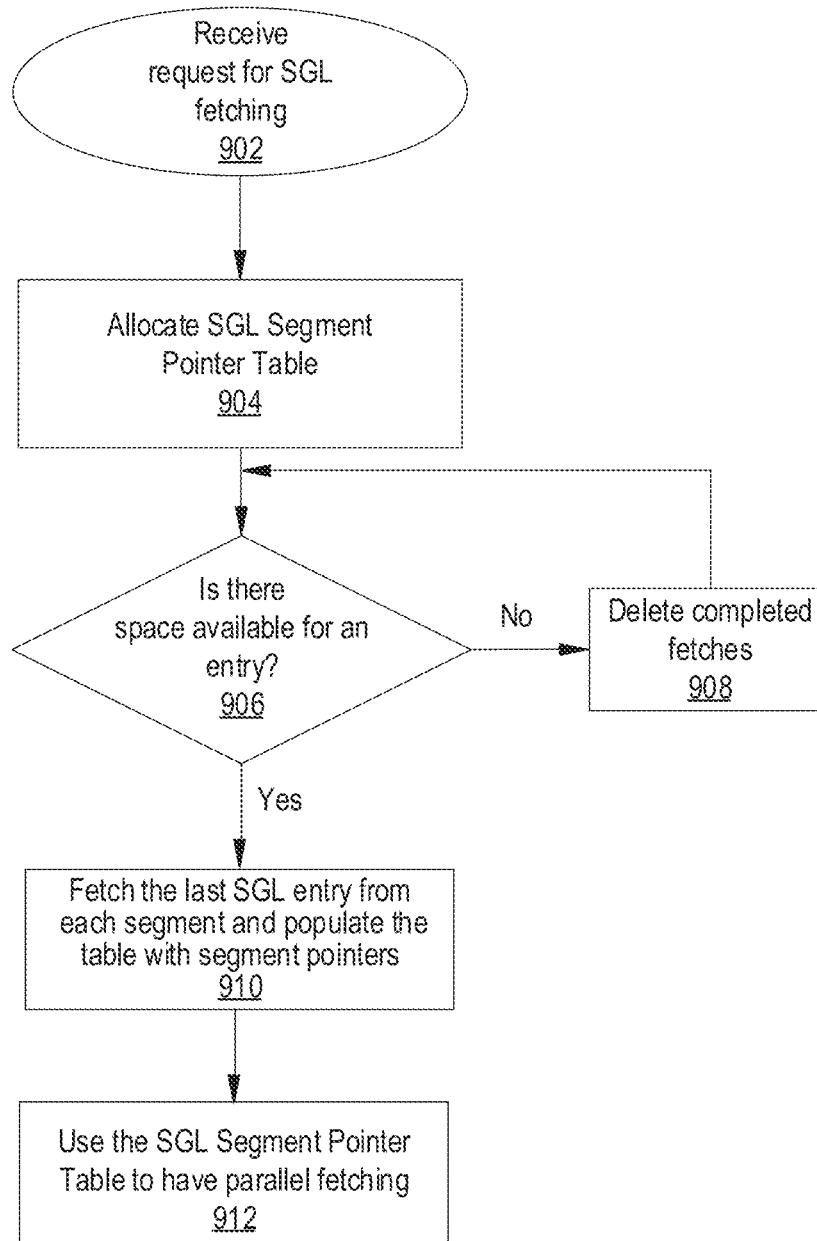 Receive
request for SGL
fetching
902
Allocate SGL Segment
Pointer Table
904
Is there
space available for an
entry?
906
No
Delete completed
fetches
908
Yes
Fetch the last SGL entry from
each segment and populate the
table with segment pointers
910
Use the SGL Segment Pointer
Table to have parallel fetching
912